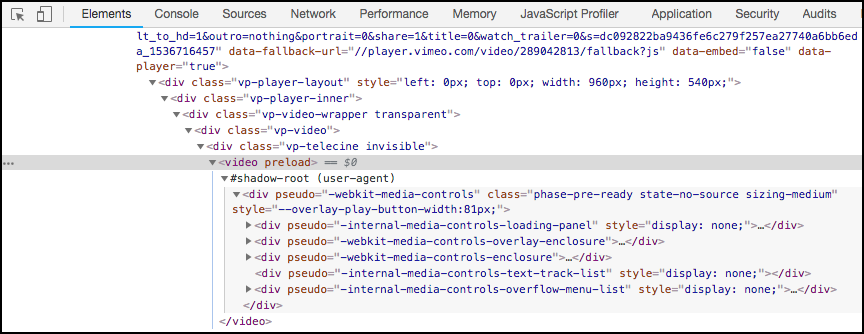 Elements Console Sources Network Performance Memory JavaScript Profiler Application Security Audits
lt_to_hd=1&outro=nothing&portrait=0&share=1&title=0&watch_trailer=0&s=dc092822ba9436fe6c279f257ea27740a6bb6ed
a_1536716457" data-fallback-url="//player.vimeo.com/video/289042813/fallback?js" data-embed="false" data-
player="true">
▼<div class="vp-player-layout" style="left: 0px; top: 0px; width: 960px; height: 540px;">
▼<div class="vp-player-inner">
▼<div class="vp-video-wrapper transparent">
▼<div class="vp-video">
▼<div class="vp-telecine invisible">
… ▼<video preload> == $0
▼#shadow-root (user-agent)
▼<div pseudo="-webkit-media-controls" class="phase-pre-ready state-no-source sizing-medium"
style="--overlay-play-button-width:81px;">
▶<div pseudo="-internal-media-controls-loading-panel" style="display: none;">…</div>
▶<div pseudo="-webkit-media-controls-overlay-enclosure">…</div>
▶<div pseudo="-webkit-media-controls-enclosure">…</div>
<div pseudo="-internal-media-controls-text-track-list" style="display: none;"></div>
▶<div pseudo="-internal-media-controls-overflow-menu-list" style="display: none;">…</div>
</div>
</video>